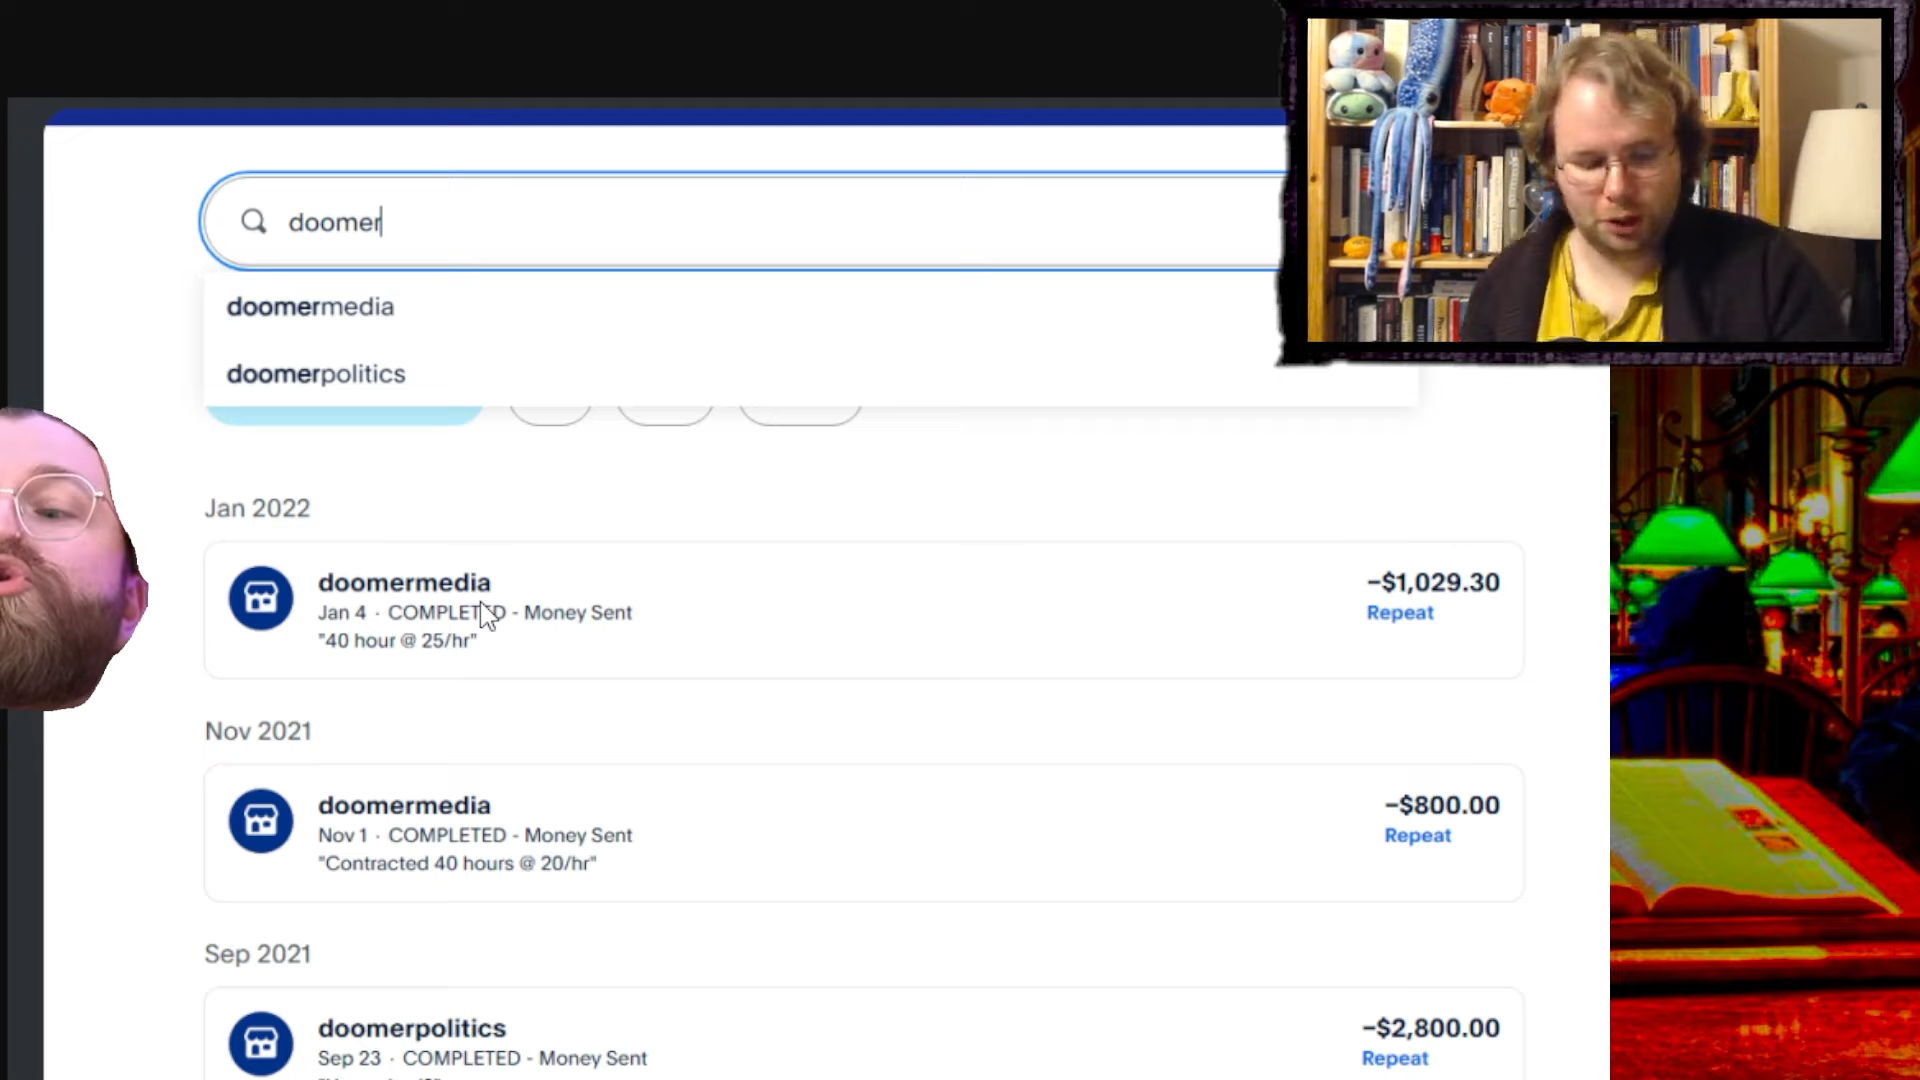 doomer
doomermedia
doomerpolitics
Jan 2022
doomermedia
−$1,029.30
Jan 4 · COMPLETED - Money Sent
Repeat
"40 hour @ 25/hr"
Nov 2021
doomermedia
−$800.00
Nov 1 · COMPLETED - Money Sent
Repeat
"Contracted 40 hours @ 20/hr"
Sep 2021
doomerpolitics
−$2,800.00
Sep 23 · COMPLETED - Money Sent
Repeat